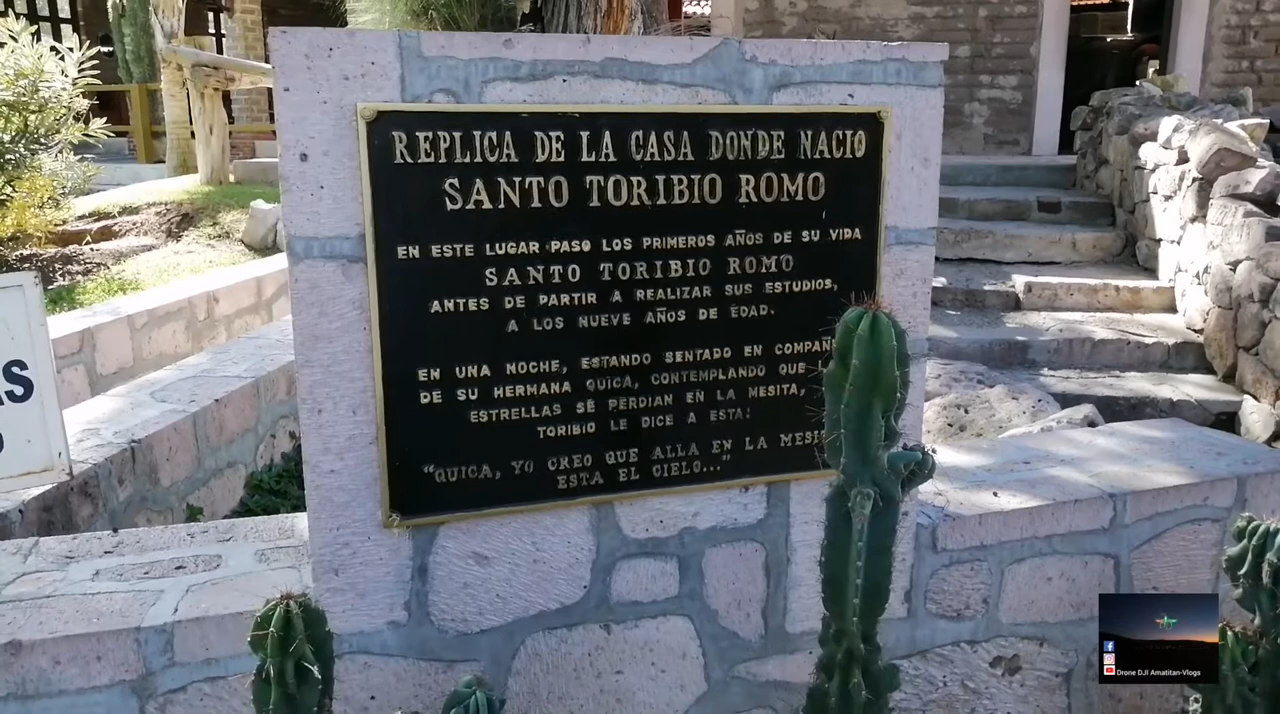 REPLICA DE LA CASA DONDE NACIO
SANTO TORIBIO ROMO
EN ESTE LUGAR PASO LOS PRIMEROS AÑOS DE SU VIDA
SANTO TORIBIO ROMO
ANTES DE PARTIR A REALIZAR SUS ESTUDIOS,
A LOS NUEVE AÑOS DE EDAD.
EN UNA NOCHE, ESTANDO SENTADO EN
DE SU HERMANA QUICA, CONTEMPLANDO QUE
ESTRELLAS SE PERDIAN EN LA MESITA,
TORIBIO LE DICE A ESTA:
"QUICA, YO CREO QUE ALLA EN LA
ESTA EL CIELO..."
Drone DJI Amatitan-Vlogs